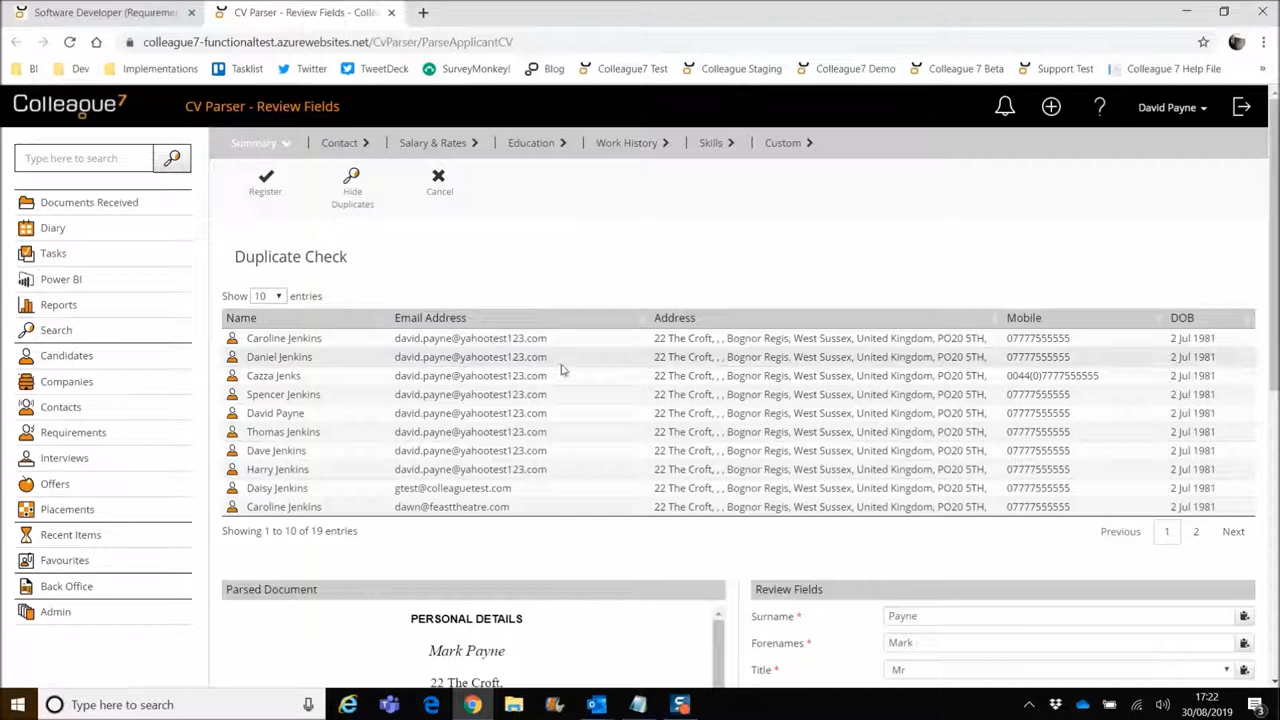 Software Developer (Requireme
CV Parser - Review Fields - Colle
colleague7-functionaltest.azurewebsites.net/CvParser/ParseApplicantCV
BI
Dev
Implementations
Tasklist
Twitter
TweetDeck
SurveyMonkey!
Blog
Colleague7 Test
Colleague Staging
Colleague7 Demo
Colleague 7 Beta
Support Test
Colleague 7 Help File
»
Colleague7
CV Parser - Review Fields
David Payne
Summary
Contact
Salary & Rates
Education
Work History
Skills
Custom
Type here to search
Documents Received
Diary
Tasks
Power BI
Reports
Search
Candidates
Companies
Contacts
Requirements
Interviews
Offers
Placements
Recent Items
Favourites
Back Office
Admin
Register
Hide Duplicates
Cancel
Duplicate Check
Show 10 entries
Name Email Address Address Mobile DOB
Caroline Jenkins david.payne@yahootest123.com 22 The Croft, , , Bognor Regis, West Sussex, United Kingdom, PO20 5TH, 07777555555 2 Jul 1981
Daniel Jenkins david.payne@yahootest123.com 22 The Croft, , , Bognor Regis, West Sussex, United Kingdom, PO20 5TH, 07777555555 2 Jul 1981
Cazza Jenks david.payne@yahootest123.com 22 The Croft, , , Bognor Regis, West Sussex, United Kingdom, PO20 5TH, 0044(0)7777555555 2 Jul 1981
Spencer Jenkins david.payne@yahootest123.com 22 The Croft, , , Bognor Regis, West Sussex, United Kingdom, PO20 5TH, 07777555555 2 Jul 1981
David Payne david.payne@yahootest123.com 22 The Croft, , , Bognor Regis, West Sussex, United Kingdom, PO20 5TH, 07777555555 2 Jul 1981
Thomas Jenkins david.payne@yahootest123.com 22 The Croft, , , Bognor Regis, West Sussex, United Kingdom, PO20 5TH, 07777555555 2 Jul 1981
Dave Jenkins david.payne@yahootest123.com 22 The Croft, , , Bognor Regis, West Sussex, United Kingdom, PO20 5TH, 07777555555 2 Jul 1981
Harry Jenkins david.payne@yahootest123.com 22 The Croft, , , Bognor Regis, West Sussex, United Kingdom, PO20 5TH, 07777555555 2 Jul 1981
Daisy Jenkins gtest@colleaguetest.com 22 The Croft, , , Bognor Regis, West Sussex, United Kingdom, PO20 5TH, 07777555555 2 Jul 1981
Caroline Jenkins dawn@feasttheatre.com 22 The Croft, , , Bognor Regis, West Sussex, United Kingdom, PO20 5TH, 07777555555 2 Jul 1981
Showing 1 to 10 of 19 entries
Previous 1 2 Next
Parsed Document
PERSONAL DETAILS
Mark Payne
22 The Croft,
Review Fields
Surname * Payne
Forenames * Mark
Title * Mr
Type here to search
17:22
30/08/2019
3